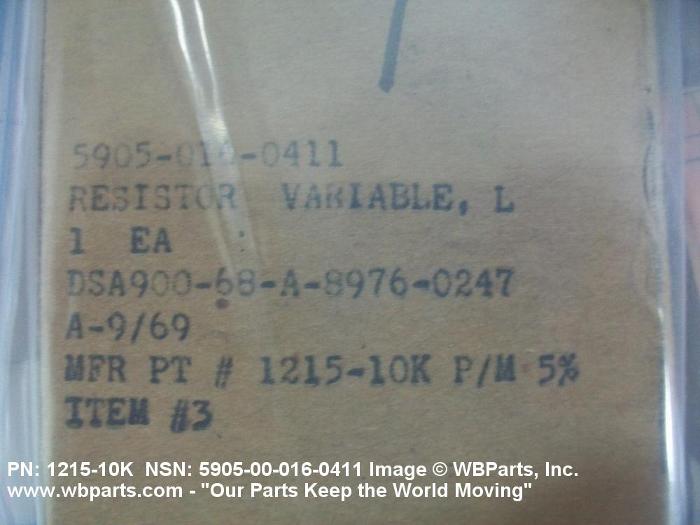 5905-016-0411
RESISTOR VARIABLE, L
1 EA
DSA900-68-A-8976-0247
A-9/69
MFR PT # 1215-10K P/M 5%
ITEM #3
PN: 1215-10K NSN: 5905-00-016-0411 Image © WBParts, Inc.
www.wbparts.com - "Our Parts Keep the World Moving"